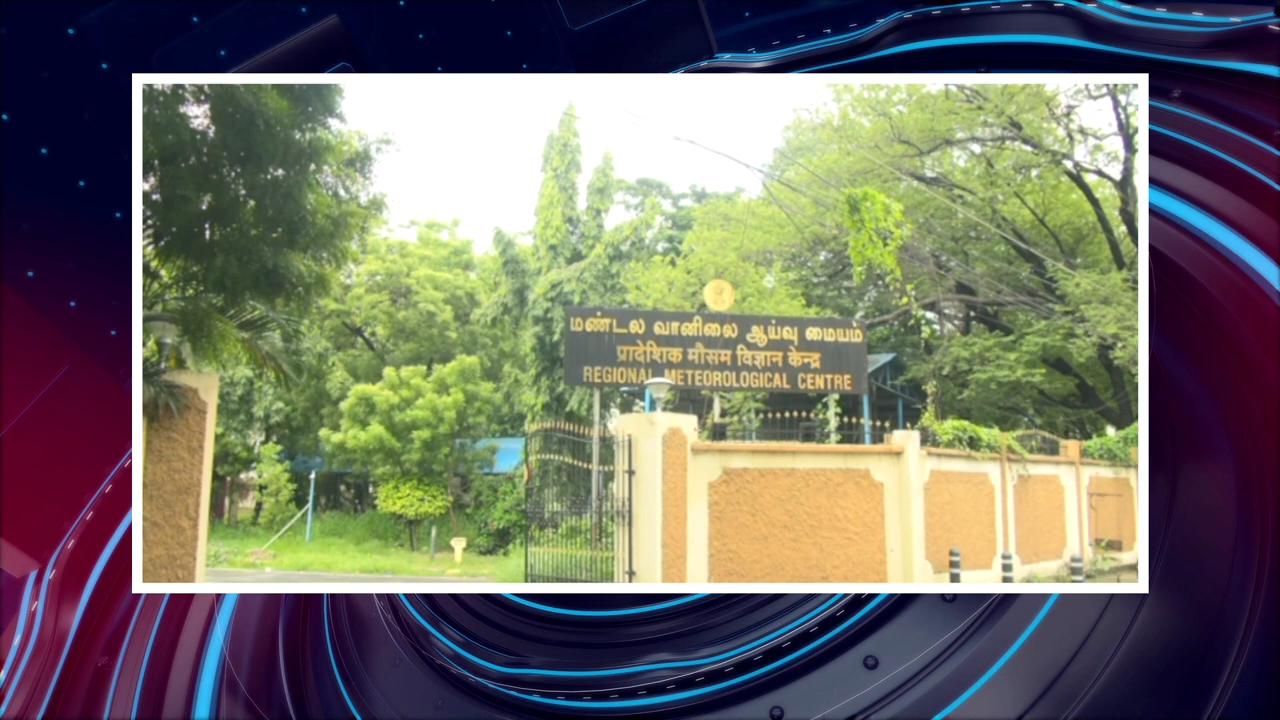 மண்டல வானிலை ஆய்வு மையம்
प्रादेशिक मौसम विज्ञान केन्द्र
REGIONAL METEOROLOGICAL CENTRE